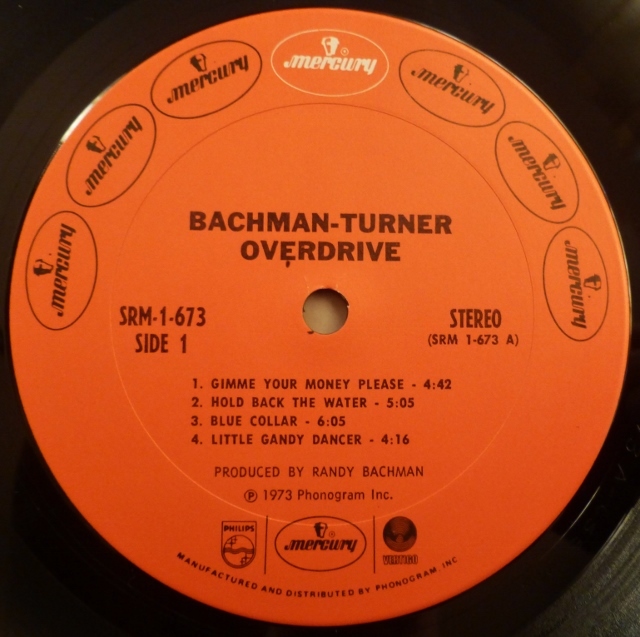 mercury
mercury
mercury
mercury
mercury
mercury
mercury
BACHMAN-TURNER
OVERDRIVE
SRM-1-673
SIDE 1
STEREO
(SRM 1-673 A)
1. GIMME YOUR MONEY PLEASE - 4:42
2. HOLD BACK THE WATER - 5:05
3. BLUE COLLAR - 6:05
4. LITTLE GANDY DANCER - 4:16
PRODUCED BY RANDY BACHMAN
Ⓟ 1973 Phonogram Inc.
PHILIPS
mercury
VERTIGO
MANUFACTURED AND DISTRIBUTED BY PHONOGRAM, INC